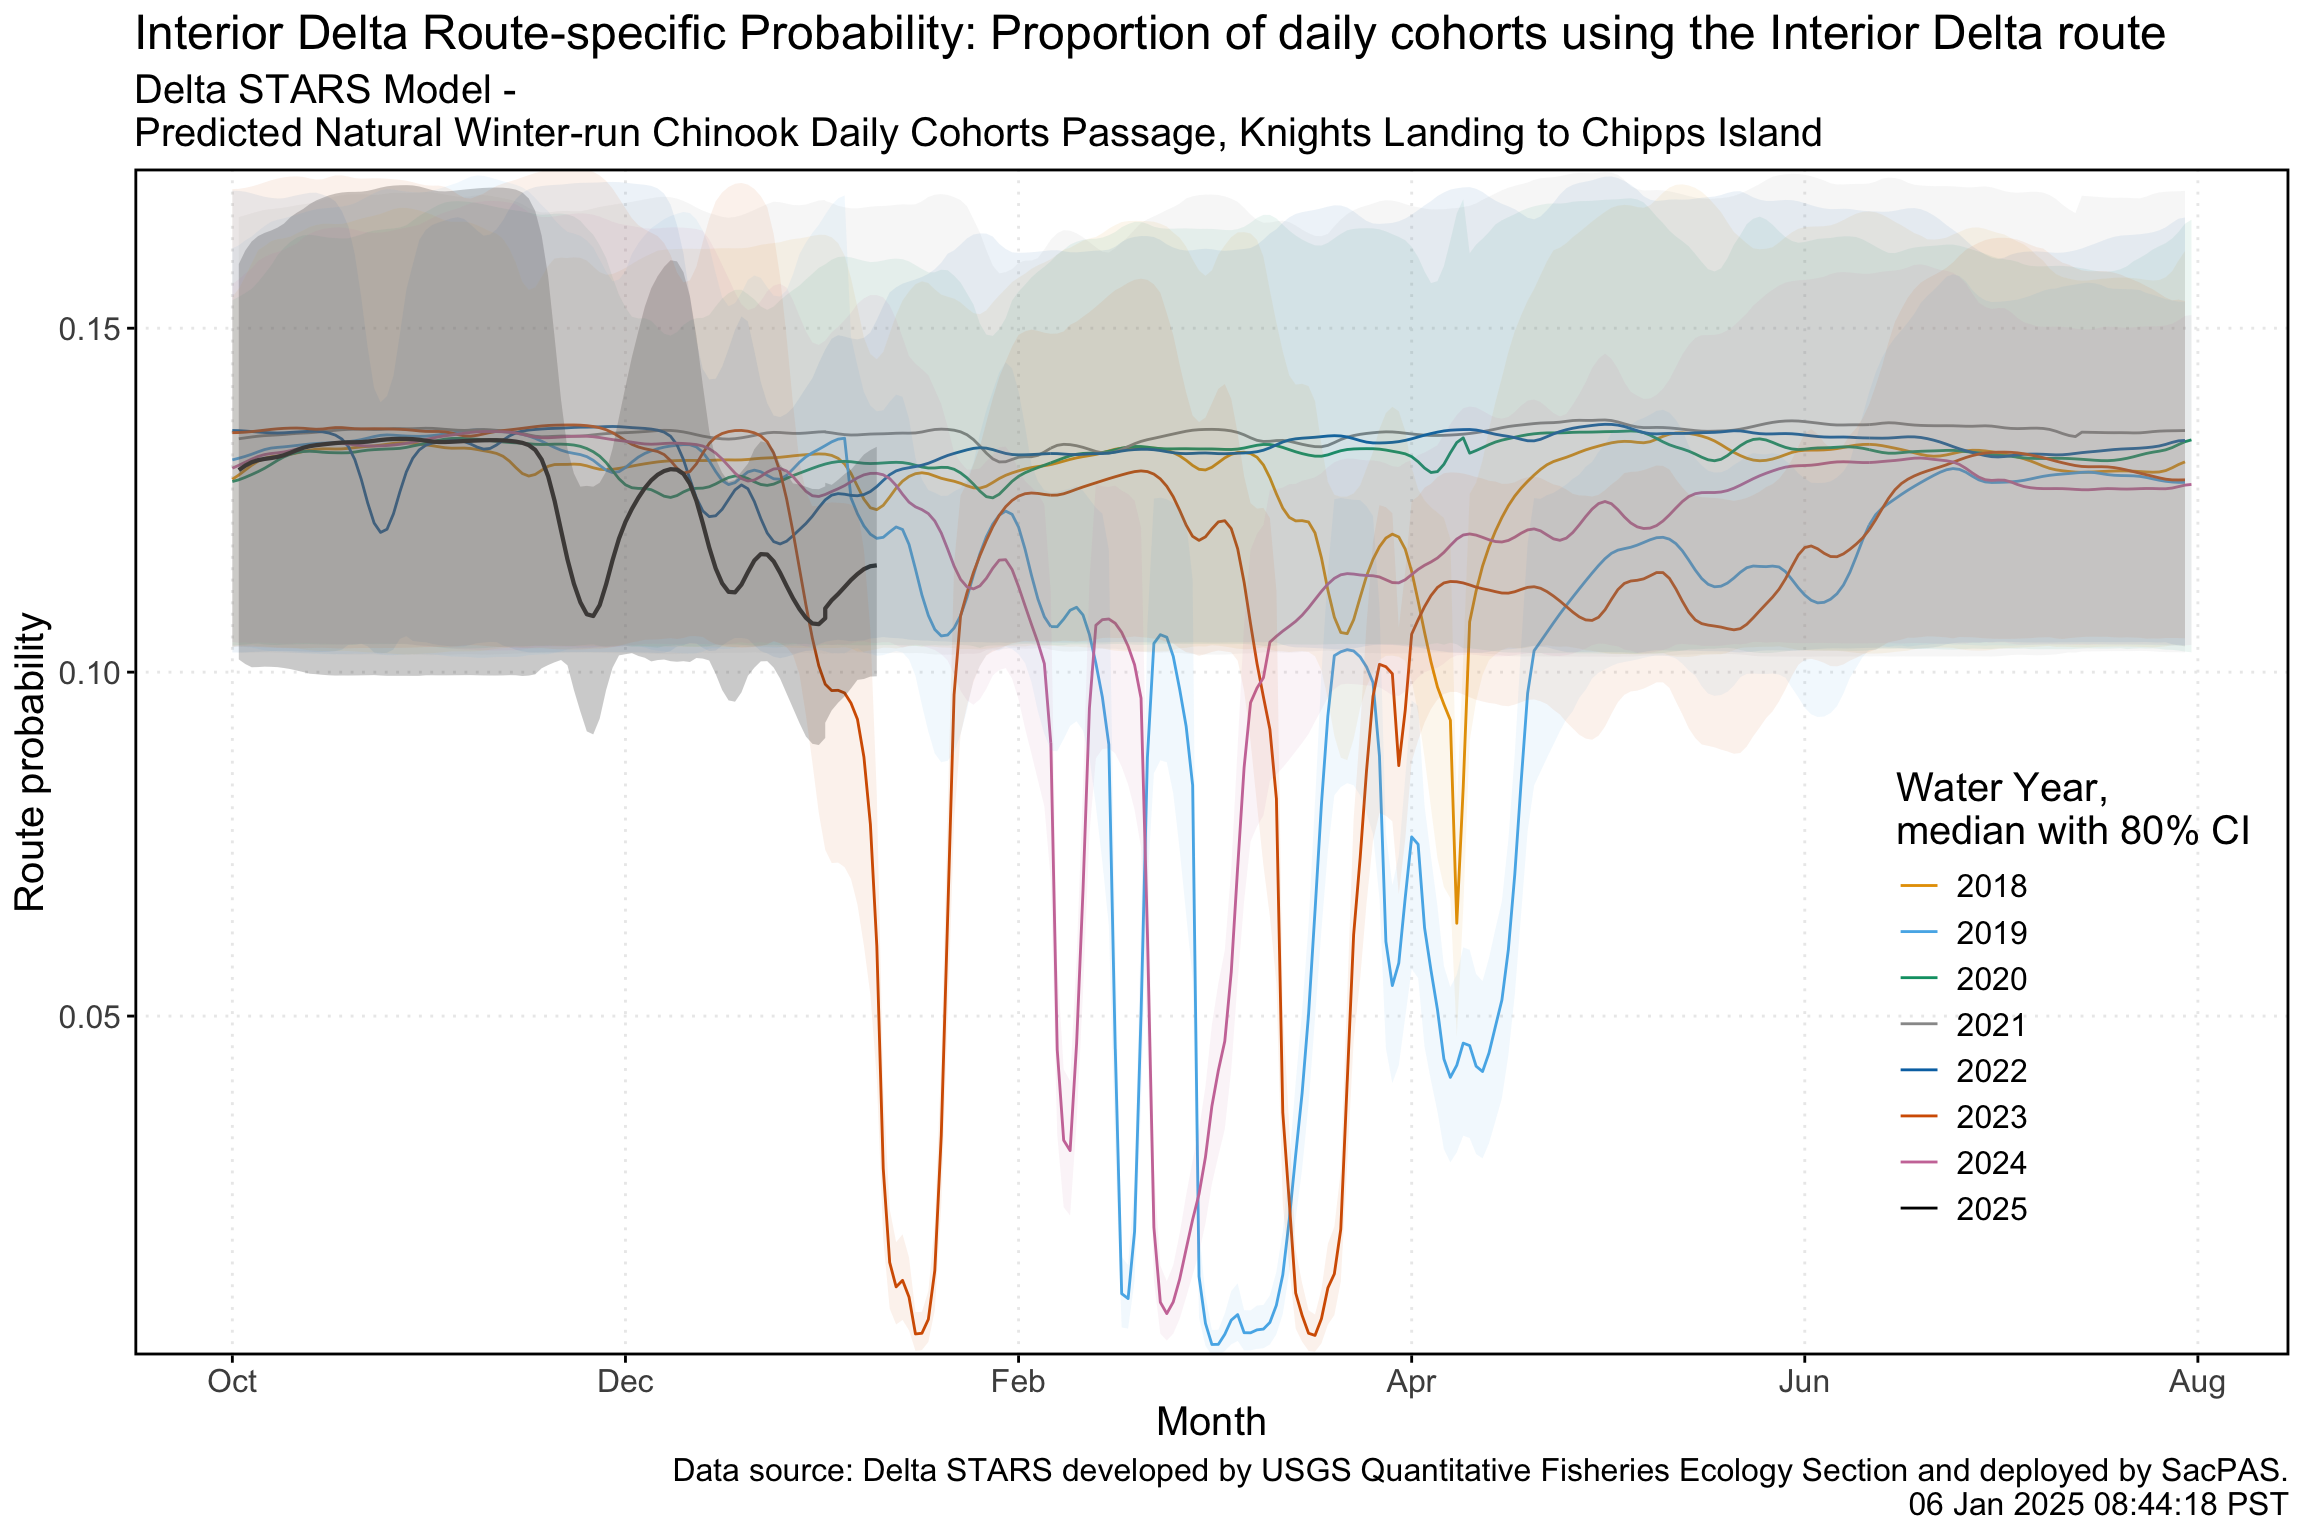 Interior Delta Route-specific Probability: Proportion of daily cohorts using the Interior Delta route
Delta STARS Model -
Predicted Natural Winter-run Chinook Daily Cohorts Passage, Knights Landing to Chipps Island
Route probability
0.15
0.10
0.05
Water Year,
median with 80% CI
2018
2019
2020
2021
2022
2023
2024
2025
Oct
Dec
Feb
Apr
Jun
Aug
Month
Data source: Delta STARS developed by USGS Quantitative Fisheries Ecology Section and deployed by SacPAS.
06 Jan 2025 08:44:18 PST